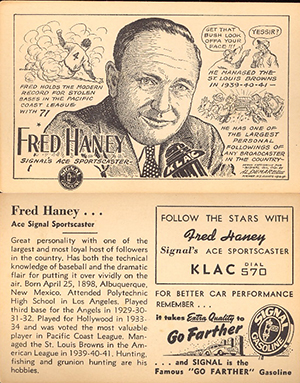 GET THAT
BUSH LOOK
OFFA YOUR
FACE !!!
YESSIR!
HE MANAGED THE
ST LOUIS BROWNS
IN 1939-40-41 —
FRED HOLDS THE MODERN
RECORD FOR STOLEN
BASES IN THE PACIFIC
COAST LEAGUE
WITH 71
HE HAS ONE OF
THE LARGEST
PERSONAL
FOLLOWINGS OF
ANY BROADCASTER
IN THE COUNTRY—
FRED HANEY
SIGNAL'S ACE SPORTSCASTER—
KLAC
Fred Haney . . .
Ace Signal Sportscaster
Great personality with one of the
largest and most loyal host of followers
in the country. Has both the technical
knowledge of baseball and the dramatic
flair for putting it over vividly on the
air. Born April 25, 1898, Albuquerque,
New Mexico. Attended Polytechnic
High School in Los Angeles. Played
third base for the Angels in 1929-30-
31-32. Played for Hollywood in 1933-
34 and was voted the most valuable
player in Pacific Coast League. Man-
aged the St. Louis Browns in the Am-
erican League in 1939-40-41. Hunting,
fishing and grunion hunting are his
hobbies.
FOLLOW THE STARS WITH
Fred Haney
Signal's ACE SPORTSCASTER
KLAC DIAL 570
FOR BETTER CAR PERFORMANCE
REMEMBER . . .
it takes Extra Quality to
Go Farther
SIGNAL
GASOLINE
. . . and SIGNAL is the
Famous "GO FARTHER" Gasoline